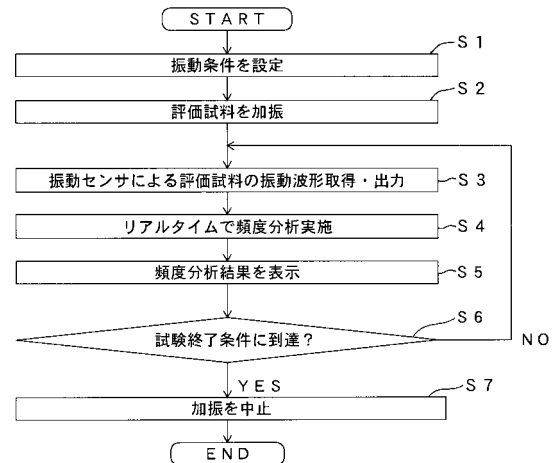 START
S1
振動条件を設定
S2
評価試料を加振
振動センサによる評価試料の振動波形取得・出力
S3
リアルタイムで頻度分析実施
S4
頻度分析結果を表示
S5
S6
試験終了条件に到達?
NO
YES
S7
加振を中止
END